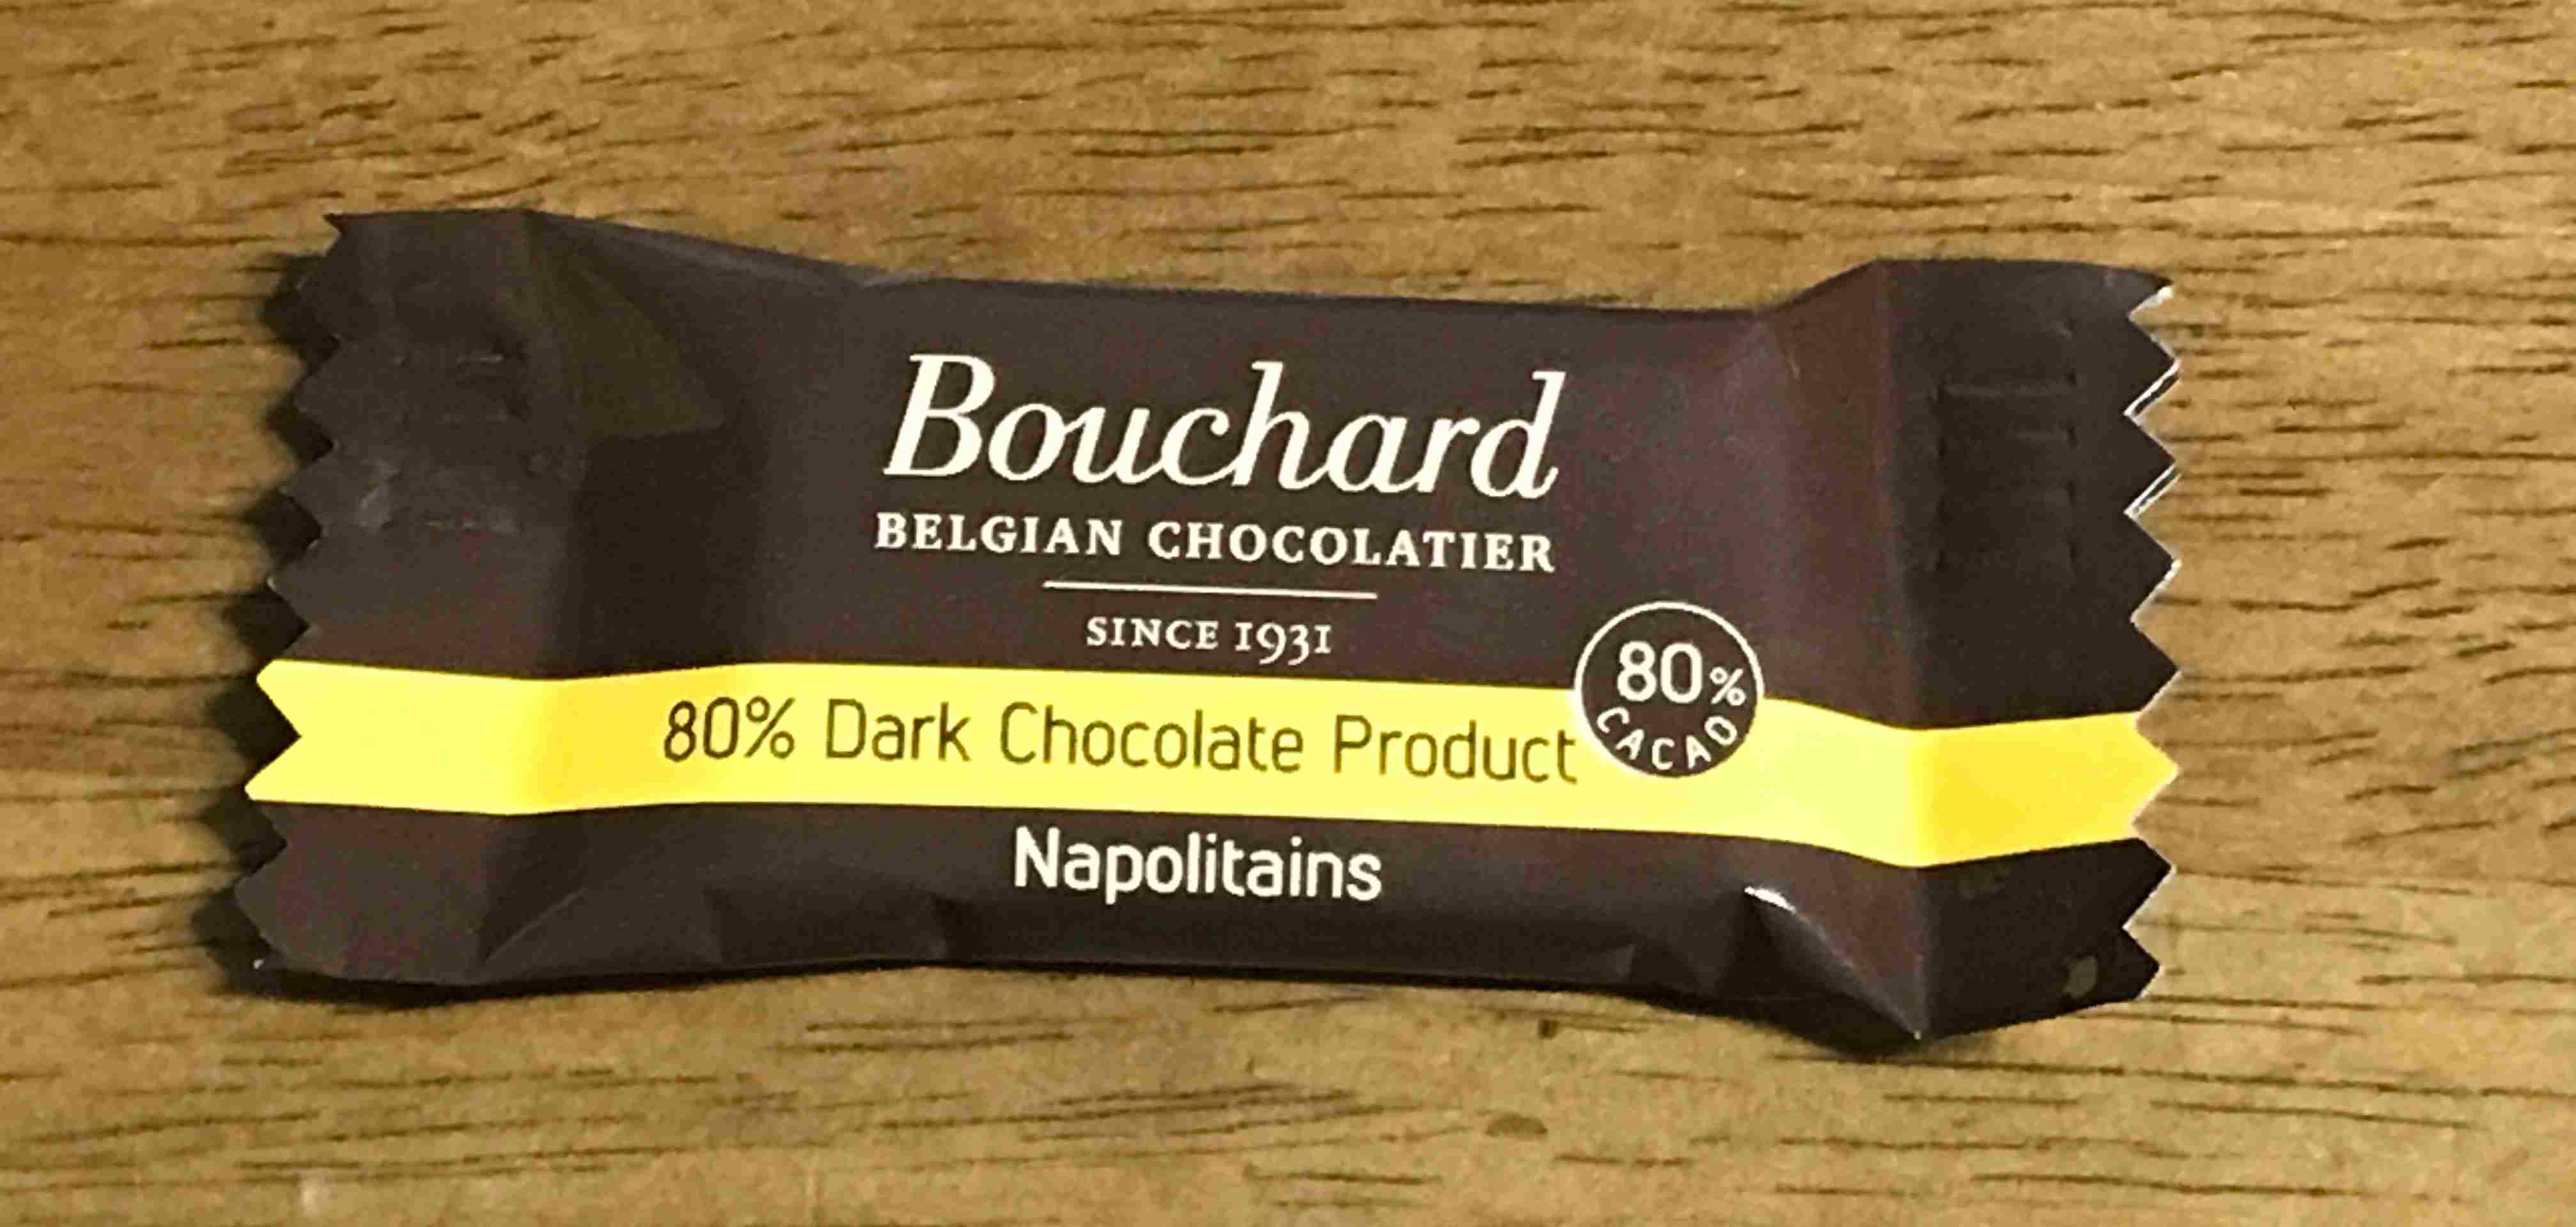 Bouchard
BELGIAN CHOCOLATIER
SINCE 1931
80% Dark Chocolate Product
80%
CACAO
Napolitains